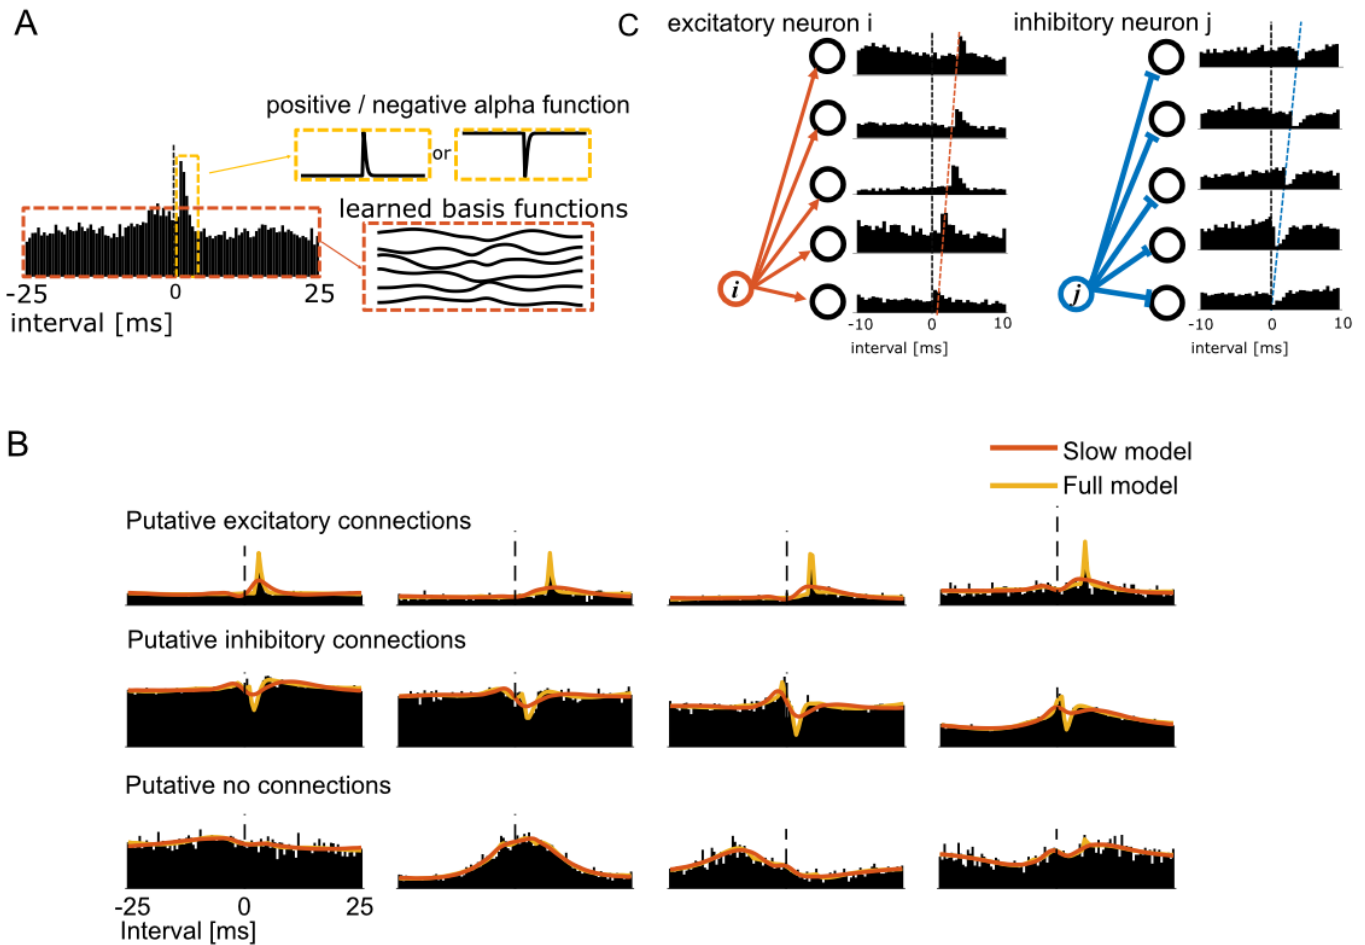 A
positive / negative alpha function
or
learned basis functions
-25
0
25
interval [ms]
C
excitatory neuron i
i
-10
0
10
interval [ms]
inhibitory neuron j
j
-10
0
10
interval [ms]
B
Slow model
Full model
Putative excitatory connections
Putative inhibitory connections
Putative no connections
-25
0
25
Interval [ms]